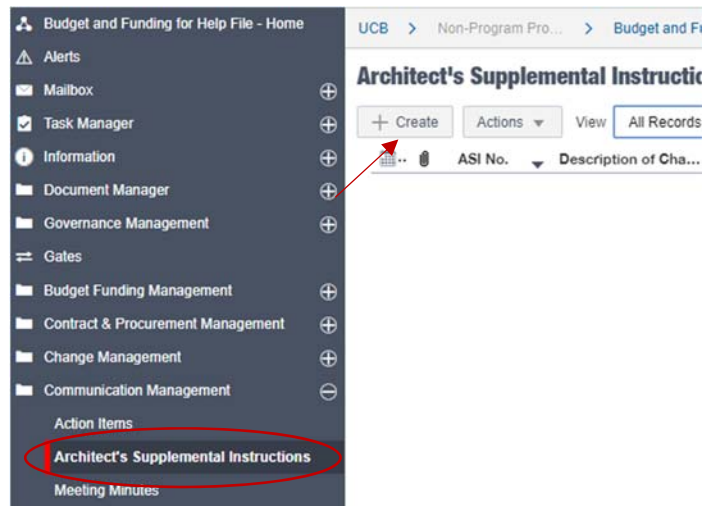 Budget and Funding for Help File - Home
Alerts
Mailbox
Task Manager
Information
Document Manager
Governance Management
Gates
Budget Funding Management
Contract & Procurement Management
Change Management
Communication Management
Action Items
Architect's Supplemental Instructions
Meeting Minutes
UCB > Non-Program Pro... > Budget and F
Architect's Supplemental Instructi
+ Create Actions View All Records
ASI No. Description of Cha...